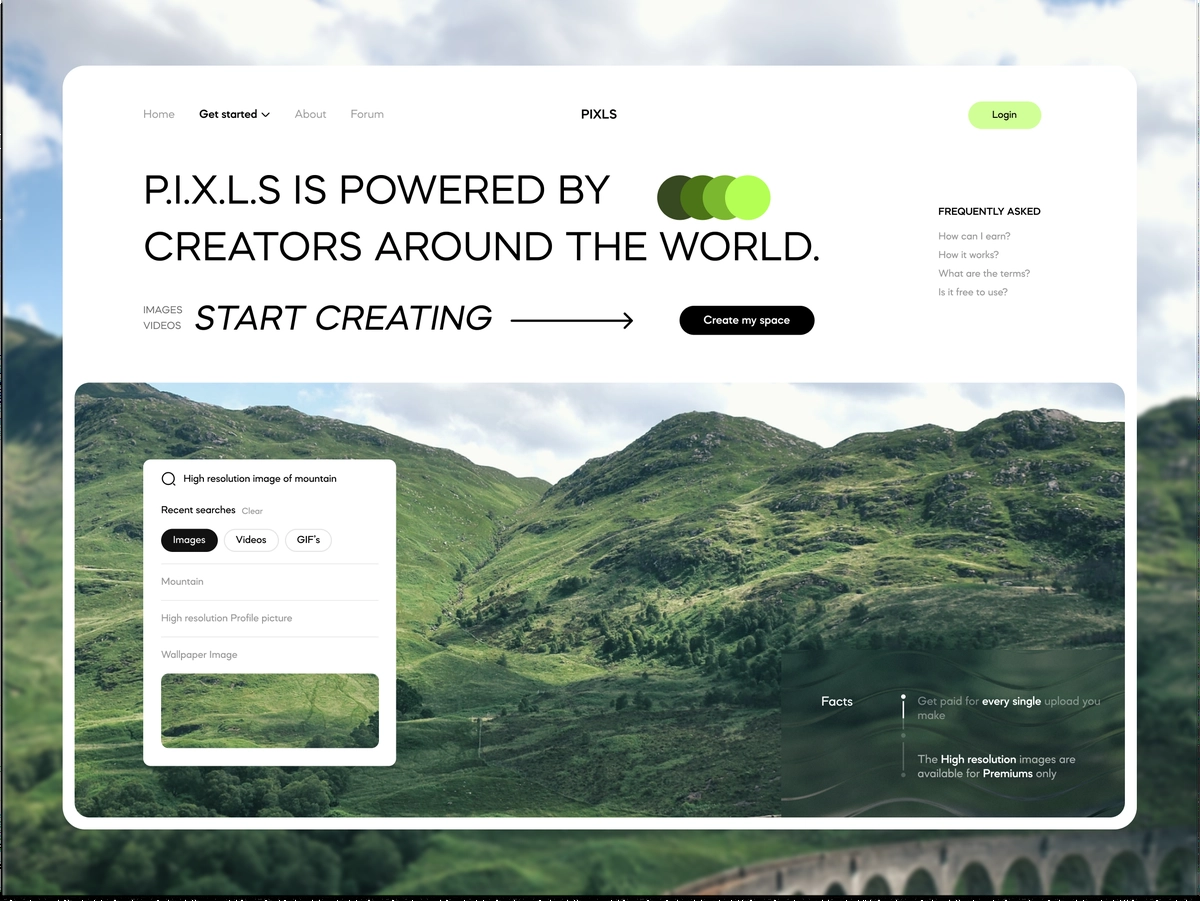 Home
Get started
About
Forum
PIXLS
Login
P.I.X.L.S IS POWERED BY
CREATORS AROUND THE WORLD.
FREQUENTLY ASKED
How can I earn?
How it works?
What are the terms?
Is it free to use?
IMAGES
VIDEOS
START CREATING
Create my space
High resolution image of mountain
Recent searches Clear
Images
Videos
GIF's
Mountain
High resolution Profile picture
Wallpaper Image
Facts
Get paid for every single upload you
make
The High resolution images are
available for Premiums only